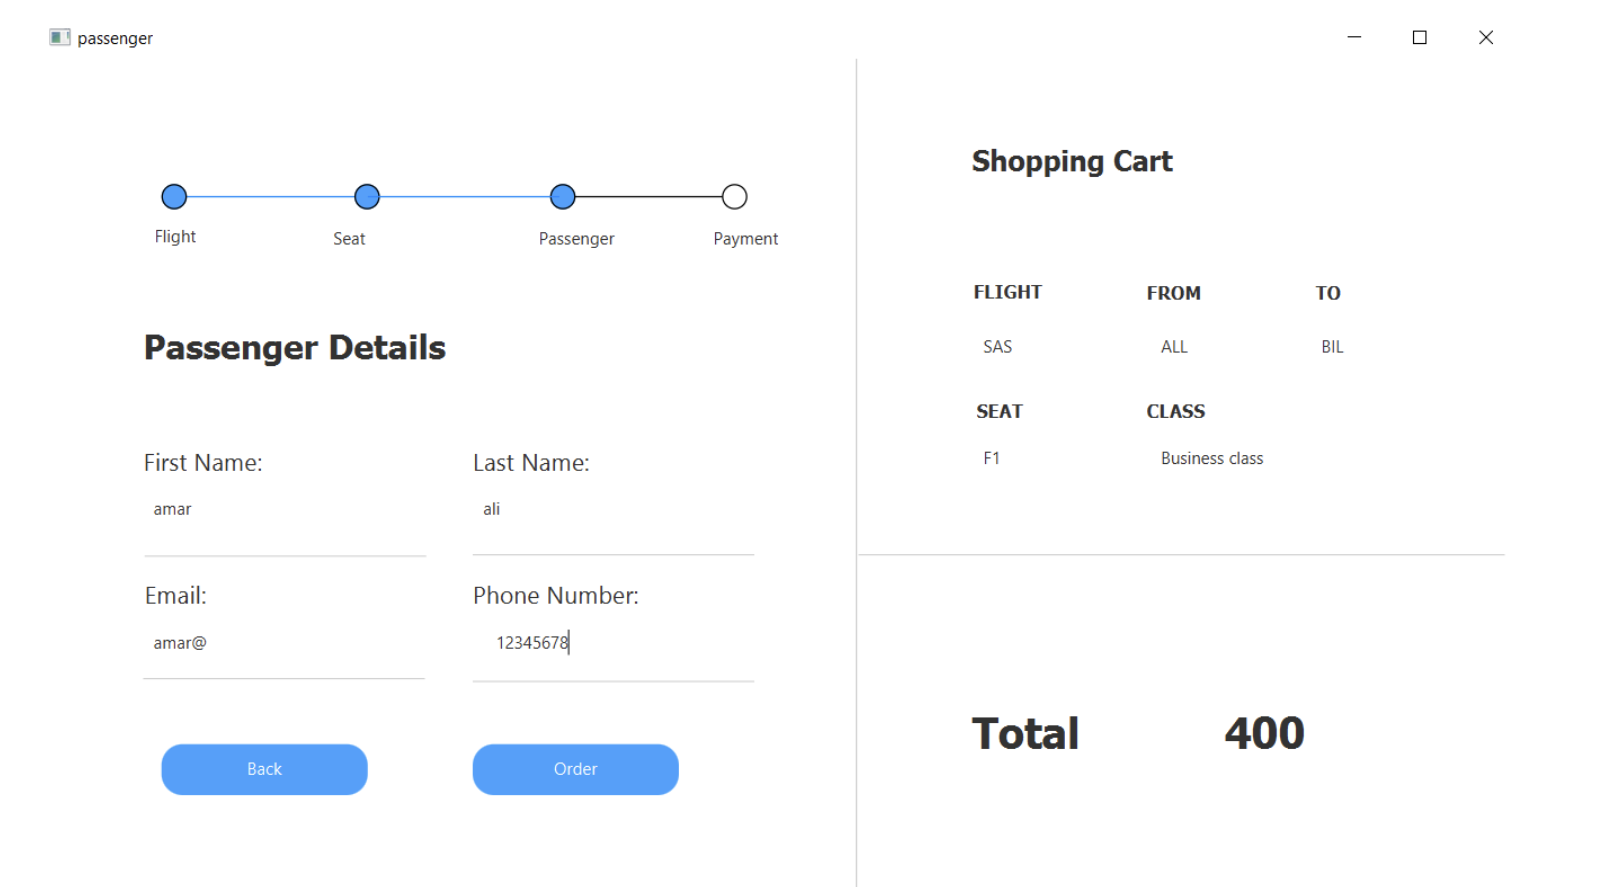 passenger
Flight Seat Passenger Payment
Passenger Details
First Name: Last Name:
amar ali
Email: Phone Number:
amar@ 12345678
Back Order
Shopping Cart
FLIGHT FROM TO
SAS ALL BIL
SEAT CLASS
F1 Business class
Total 400